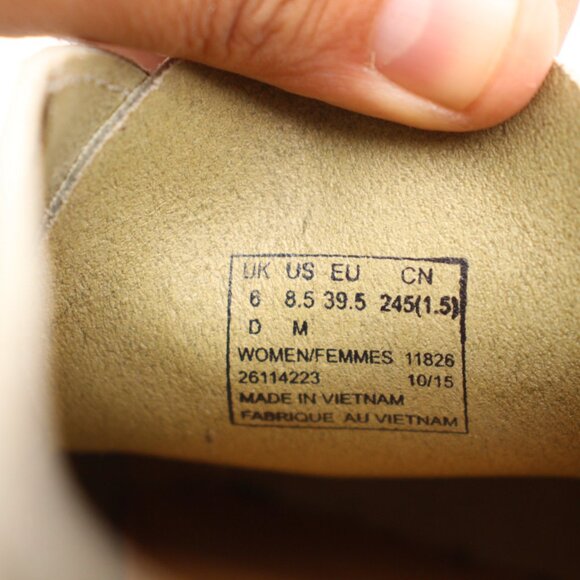 UK US EU CN
6 8.5 39.5 245(1.5)
D M
WOMEN/FEMMES 11826
26114223 10/15
MADE IN VIETNAM
FABRIQUE AU VIETNAM